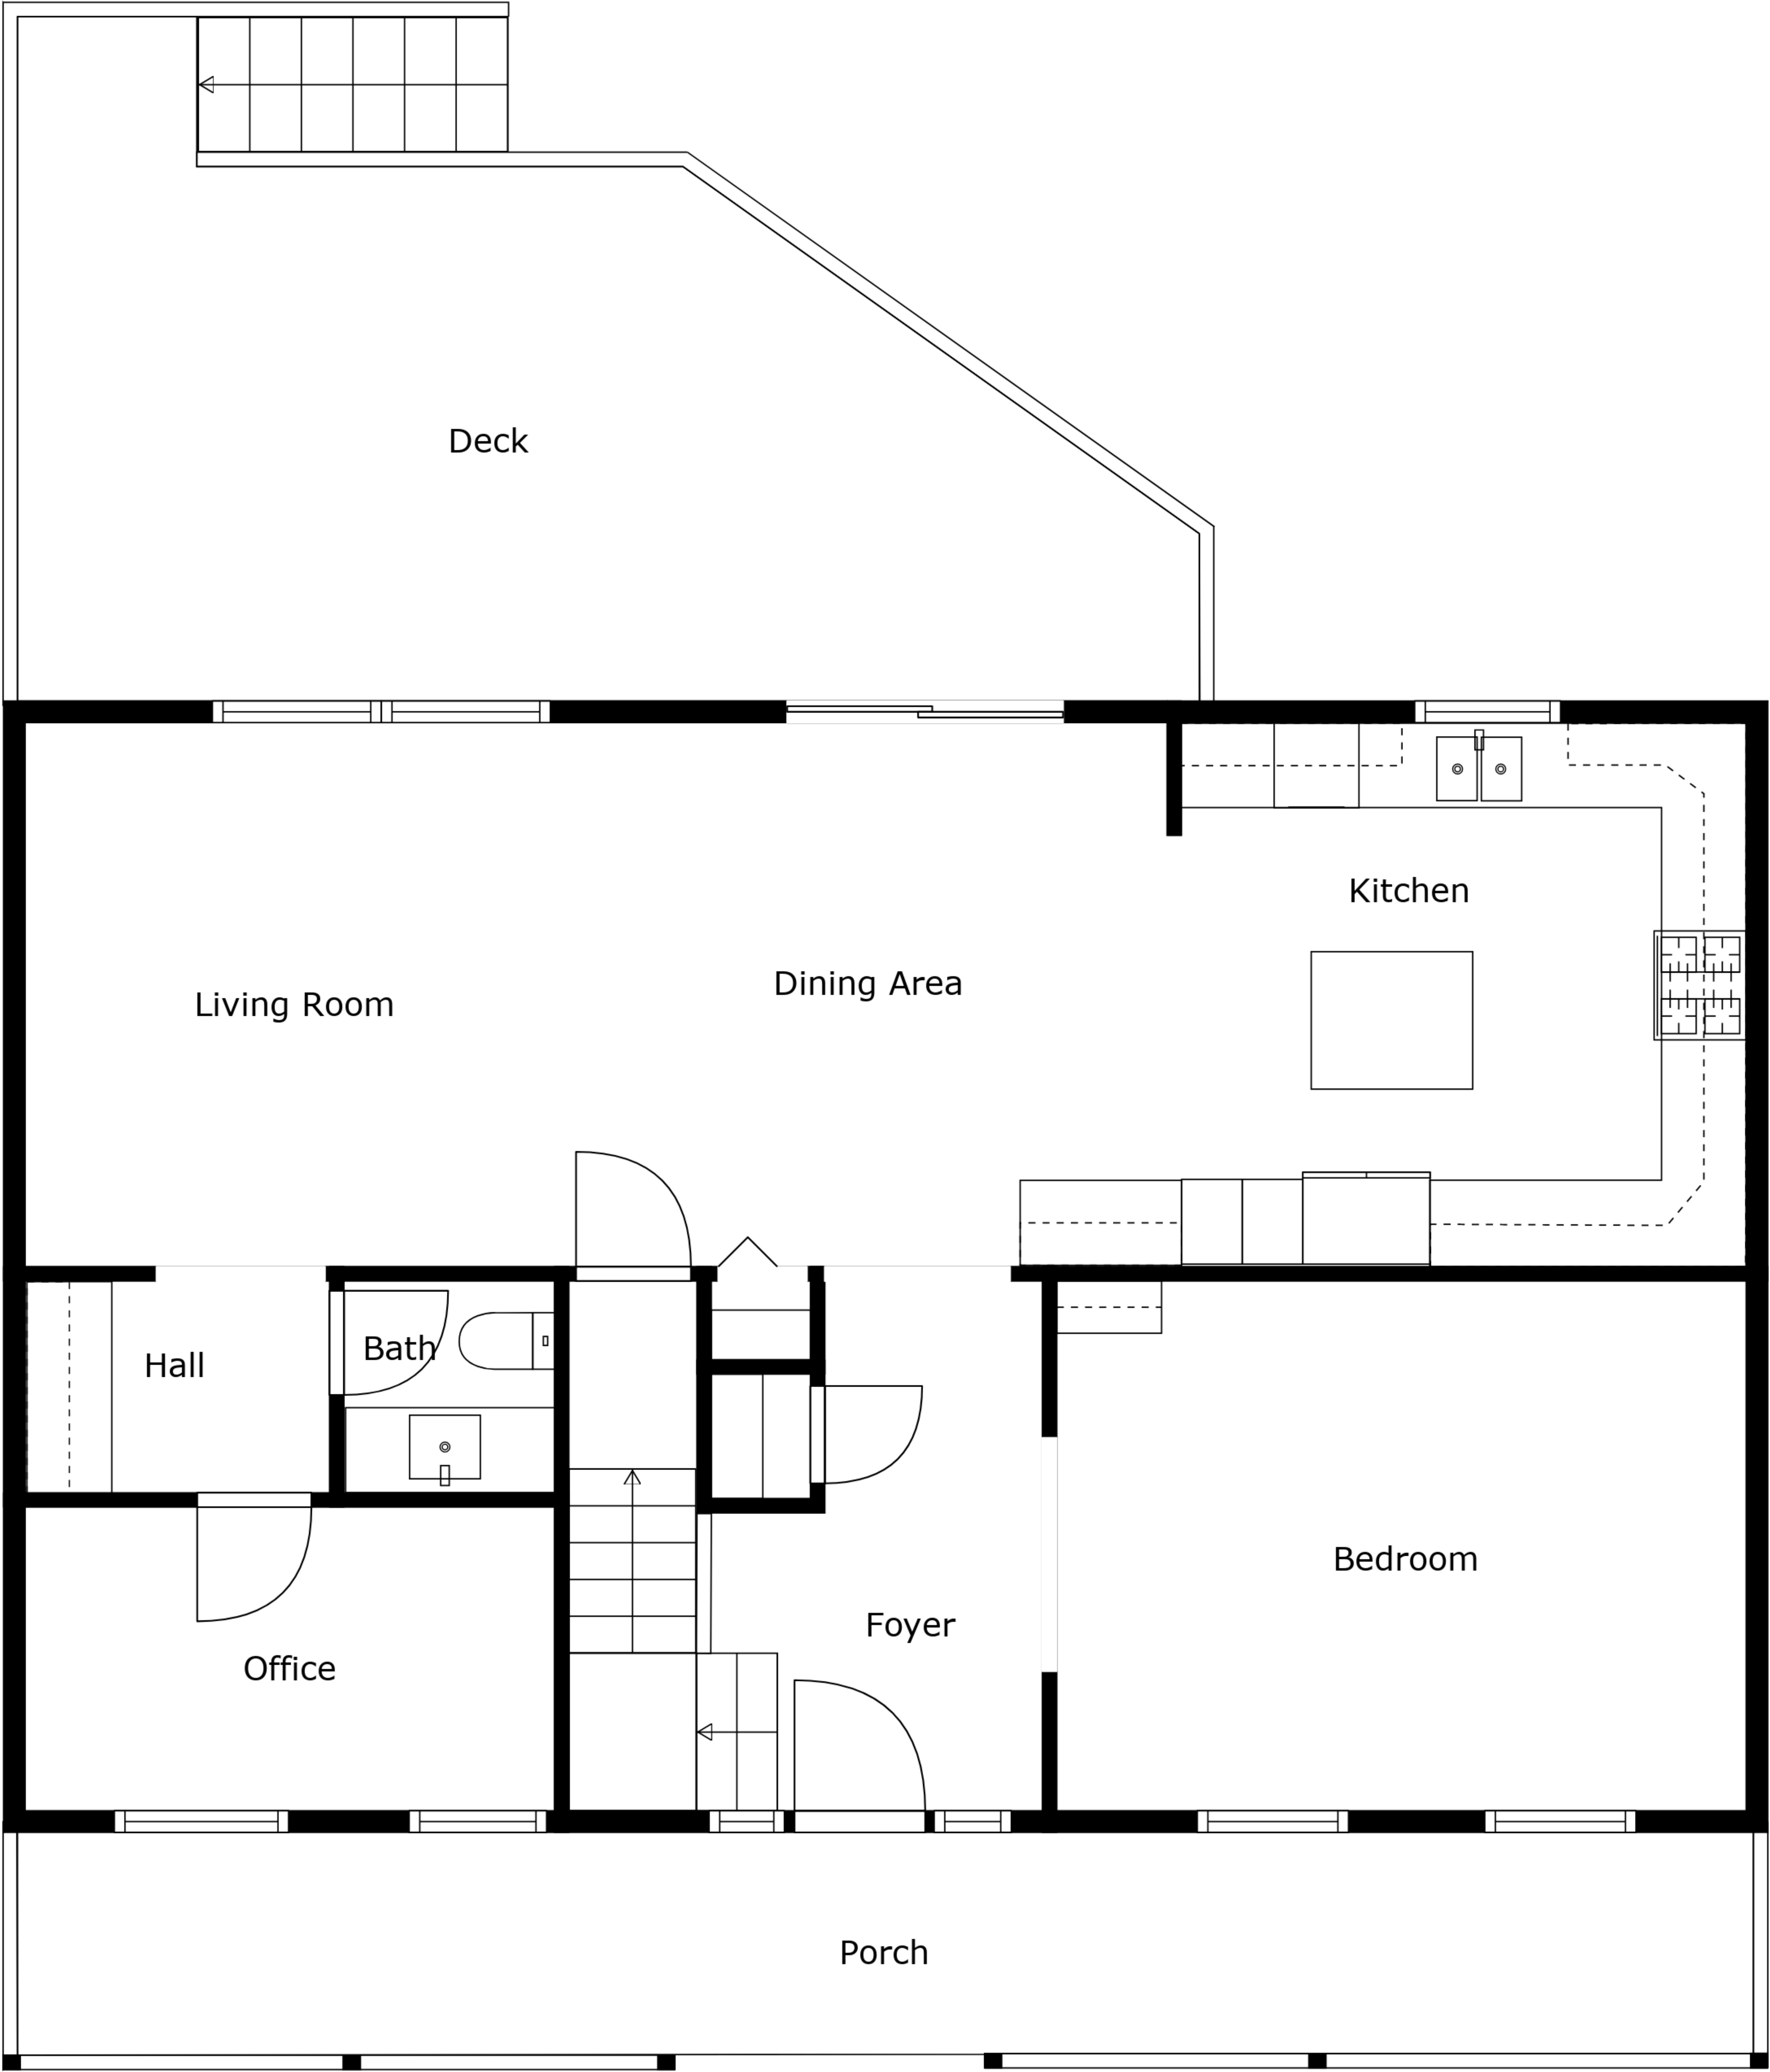 Deck
Kitchen
Dining Area
Living Room
Bath
Hall
Bedroom
Foyer
Office
Porch